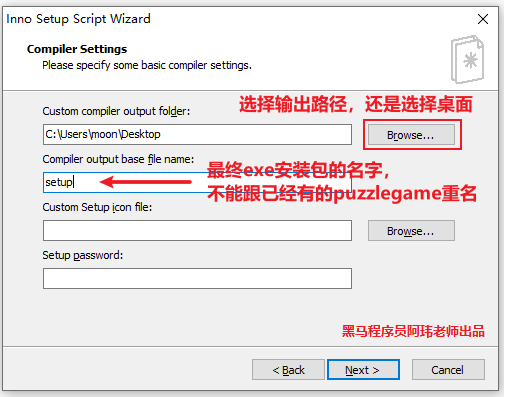 Inno Setup Script Wizard
Compiler Settings
Please specify some basic compiler settings.
选择输出路径，还是选择桌面
Custom compiler output folder:
C:\Users\moon\Desktop
Browse...
Compiler output base file name:
最终exe安装包的名字，
setup
不能跟已经有的puzzlegame重名
Custom Setup icon file:
Browse...
Setup password:
黑马程序员阿玮老师出品
< Back
Next >
Cancel